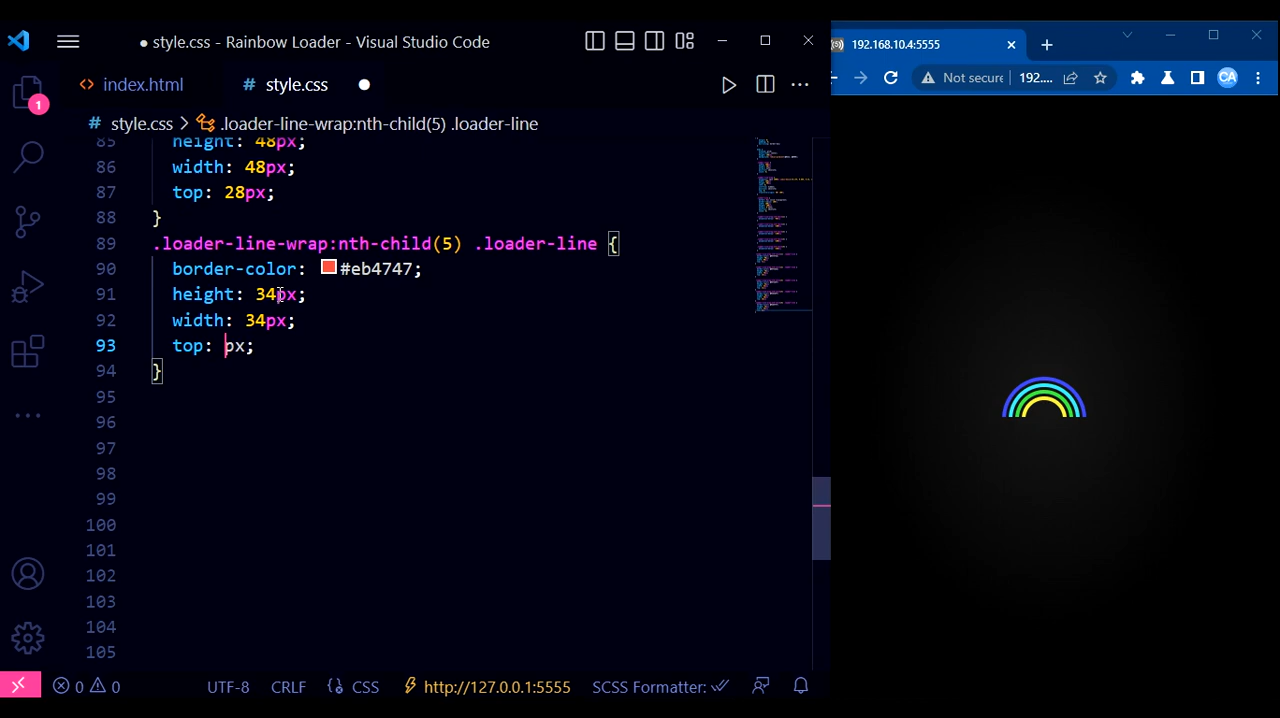 ● style.css - Rainbow Loader - Visual Studio Code
192.168.10.4:5555
1
<> index.html
# style.css ●
Not secure | 192....
CA
# style.css > .loader-line-wrap:nth-child(5) .loader-line
85 height: 48px;
86 width: 48px;
87 top: 28px;
88 }
89 .loader-line-wrap:nth-child(5) .loader-line {
90 border-color: #eb4747;
91 height: 34px;
92 width: 34px;
93 top: px;
94 }
95
96
97
98
99
100
101
102
103
104
105
0 0 UTF-8 CRLF CSS http://127.0.0.1:5555 SCSS Formatter: